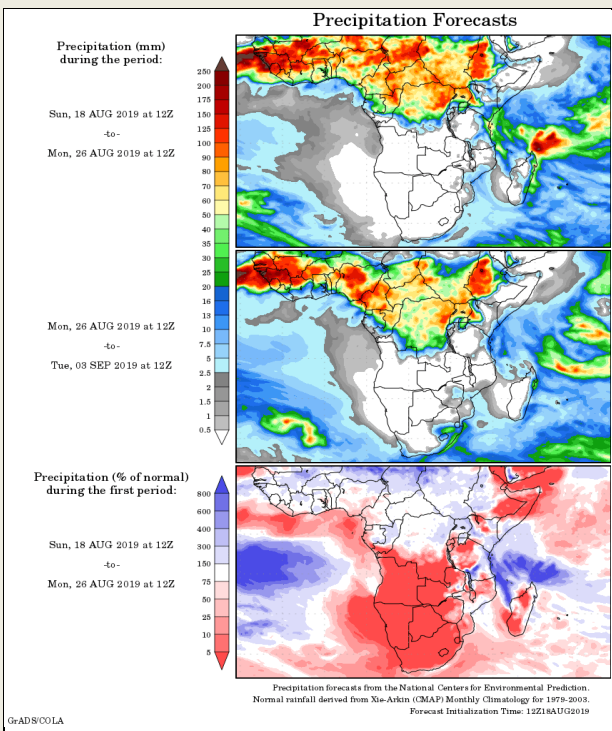 Precipitation Forecasts
Precipitation (mm)
during the period:
Sun, 18 AUG 2019 at 12Z
-to-
Mon, 26 AUG 2019 at 12Z
250
200
175
150
125
100
90
80
70
60
50
40
35
30
25
20
16
13
10
7.5
5
2.5
2
1.5
1
0.5
Mon, 26 AUG 2019 at 12Z
-to-
Tue, 03 SEP 2019 at 12Z
Precipitation (% of normal)
during the first period:
Sun, 18 AUG 2019 at 12Z
-to-
Mon, 26 AUG 2019 at 12Z
800
600
400
300
150
75
50
25
10
5
Precipitation forecasts from the National Centers for Environmental Prediction.
Normal rainfall derived from Xie-Arkin (CMAP) Monthly Climatology for 1979-2003.
Forecast Initialization Time: 12Z18AUG2019
GrADS/COLA